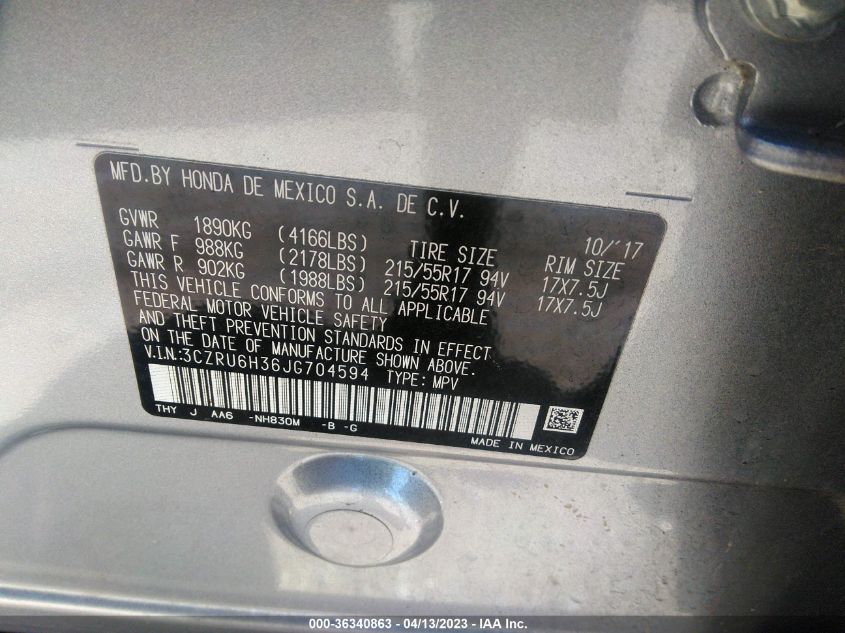 MFD.BY HONDA DE MEXICO S.A. DE C.V.
10/'17
GVWR 1890KG (4166LBS) TIRE SIZE RIM SIZE
GAWR F 988KG (2178LBS) 215/55R17 94V 17X7.5J
GAWR R 902KG (1988LBS) 215/55R17 94V 17X7.5J
THIS VEHICLE CONFORMS TO ALL APPLICABLE
FEDERAL MOTOR VEHICLE SAFETY
AND THEFT PREVENTION STANDARDS IN EFFECT
ON THE DATE OF MANUFACTURE SHOWN ABOVE.
V.I.N.:3CZRU6H36JG704594 TYPE: MPV
THY J AA6 -NH830M -B -G
MADE IN MEXICO
000-36340863 - 04/13/2023 - IAA Inc.